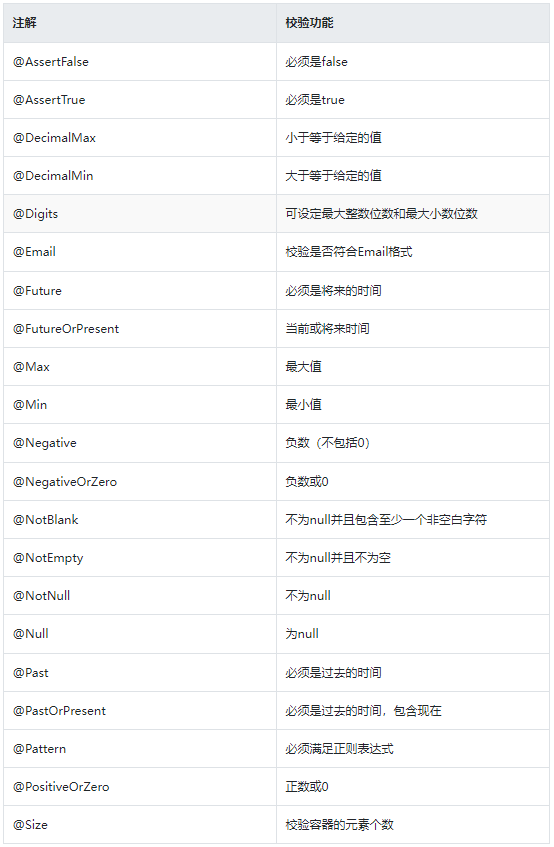 注解 校验功能
@AssertFalse 必须是false
@AssertTrue 必须是true
@DecimalMax 小于等于给定的值
@DecimalMin 大于等于给定的值
@Digits 可设定最大整数位数和最大小数位数
@Email 校验是否符合Email格式
@Future 必须是将来的时间
@FutureOrPresent 当前或将来时间
@Max 最大值
@Min 最小值
@Negative 负数（不包括0）
@NegativeOrZero 负数或0
@NotBlank 不为null并且包含至少一个非空白字符
@NotEmpty 不为null并且不为空
@NotNull 不为null
@Null 为null
@Past 必须是过去的时间
@PastOrPresent 必须是过去的时间，包含现在
@Pattern 必须满足正则表达式
@PositiveOrZero 正数或0
@Size 校验容器的元素个数